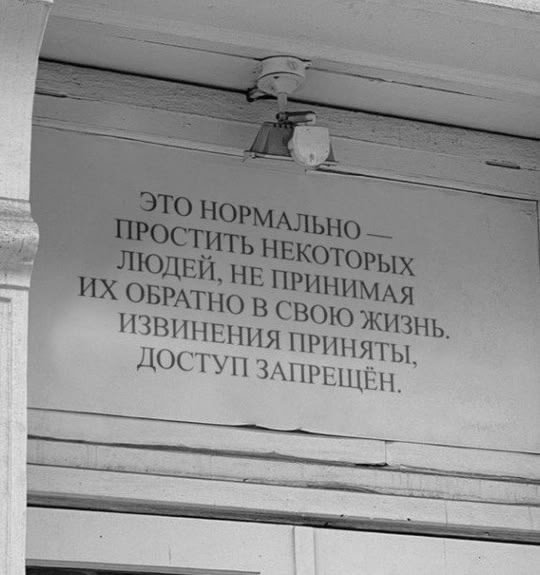 ЭТО НОРМАЛЬНО —
ПРОСТИТЬ НЕКОТОРЫХ
ЛЮДЕЙ, НЕ ПРИНИМАЯ
ИХ ОБРАТНО В СВОЮ ЖИЗНЬ.
ИЗВИНЕНИЯ ПРИНЯТЫ,
ДОСТУП ЗАПРЕЩЁН.